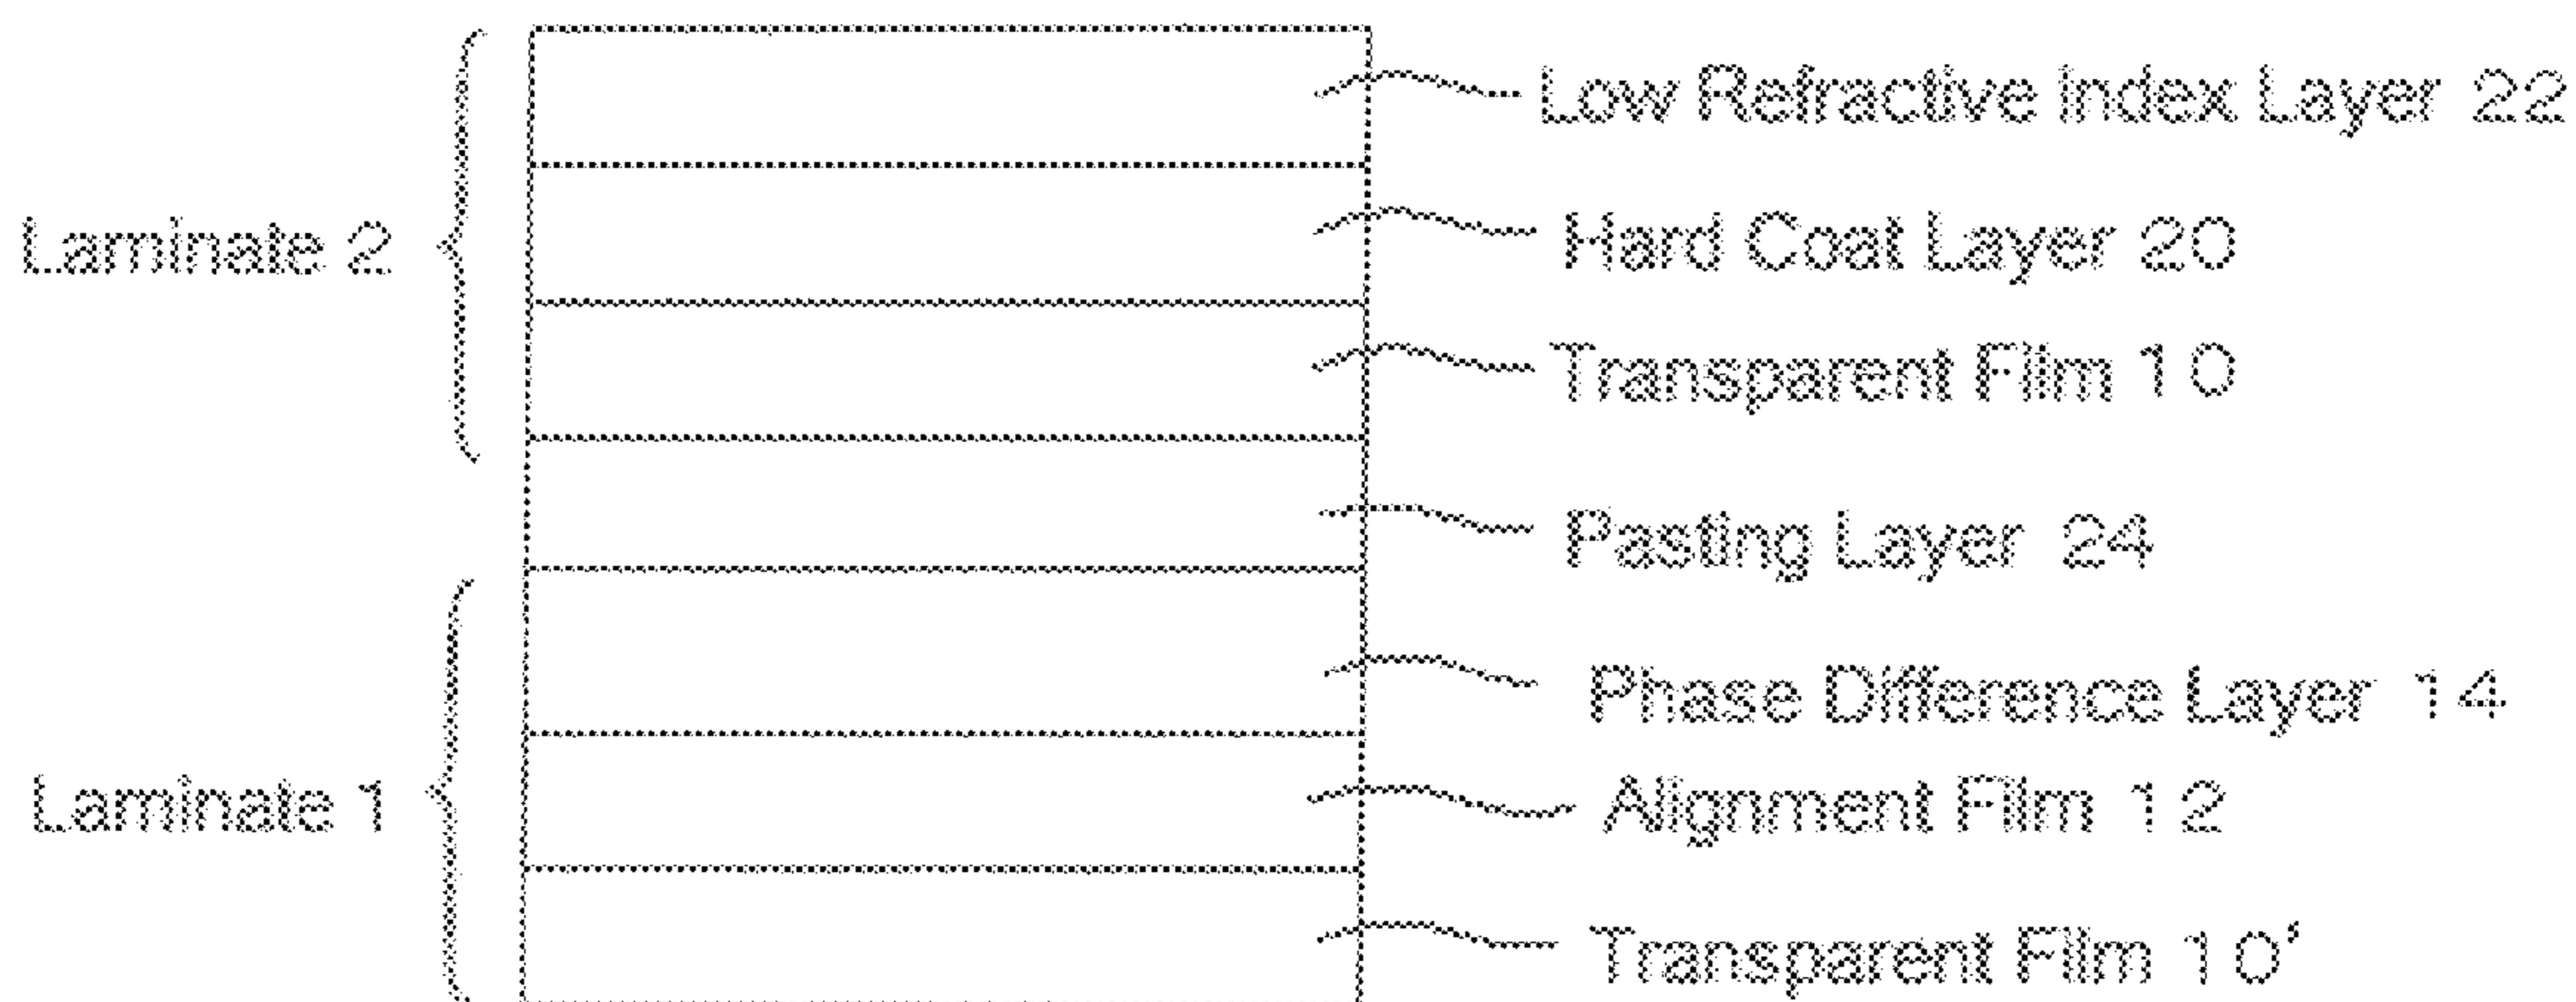 Low Refractive Index Layer 22
Laminate 2
Hard Coat Layer 20
Transparent Film 10
Pasting Layer 24
Phase Difference Layer 14
Laminate 1
Alignment Film 12
Transparent Film 10'